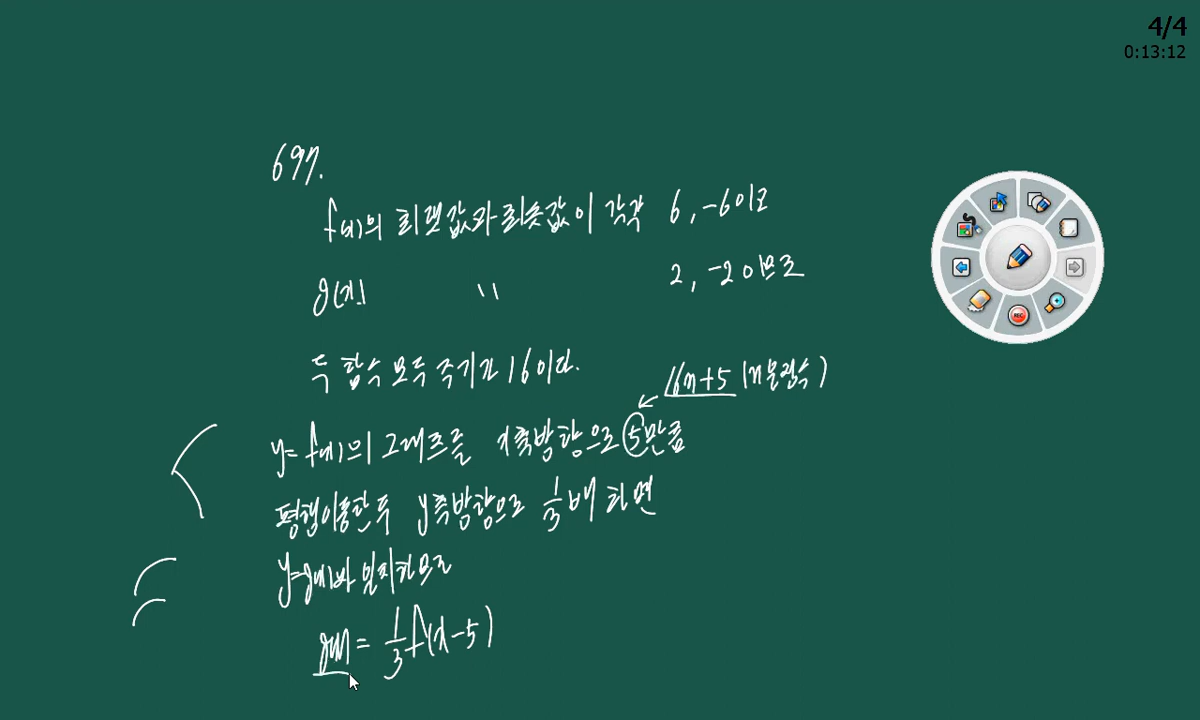 4/4
0:13:12
697.
f(x)의 최댓값과 최솟값이 각각 6, -6이고
g(x) " 2, -2이므로
두 함수 모두 주기가 16이다.
16n+5 (n은 정수)
y=f(x)의 그래프를 x축방향으로 5만큼
평행이동한 후 y축방향으로 1/3배 하면
y=g(x)와 일치하므로
g(x) = 1/3 f(x-5)
REC